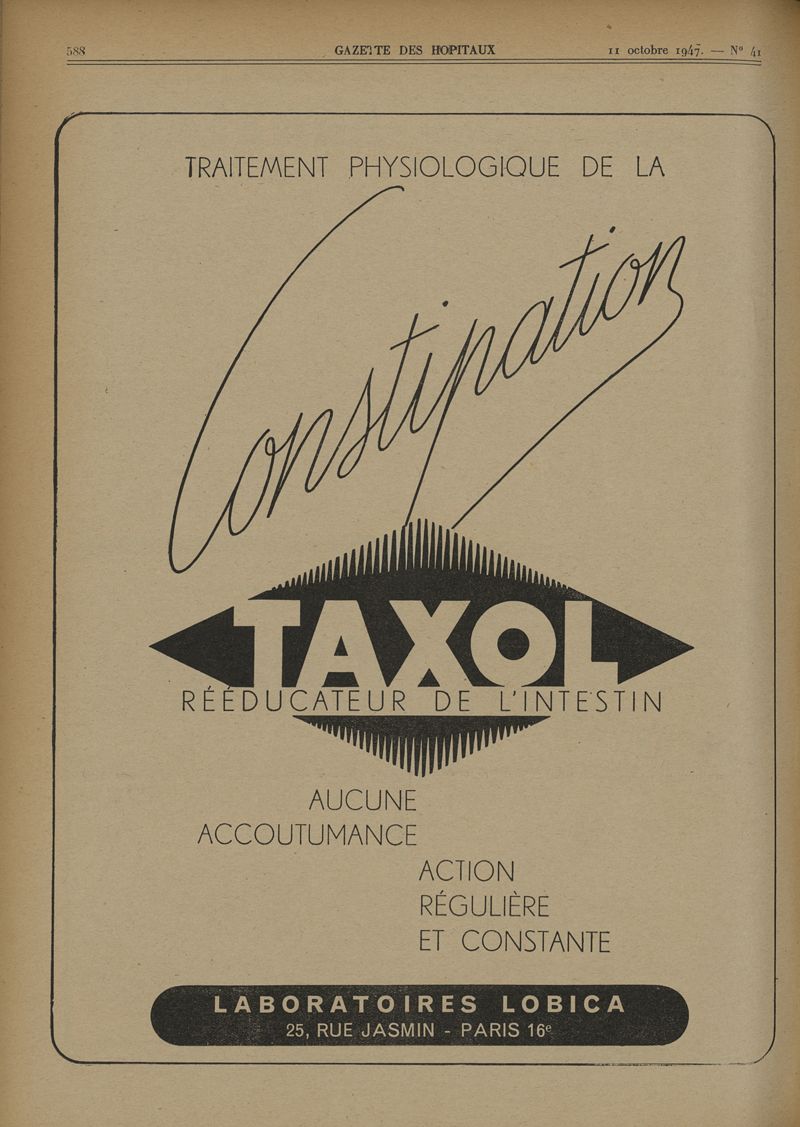 588 GAZETTE DES HOPITAUX 11 octobre 1947. — Nº 41
TRAITEMENT PHYSIOLOGIQUE DE LA
Constipation
TAXOL
RÉÉDUCATEUR DE L'INTESTIN
AUCUNE
ACCOUTUMANCE
ACTION
RÉGULIÈRE
ET CONSTANTE
LABORATOIRES LOBICA
25, RUE JASMIN - PARIS 16e